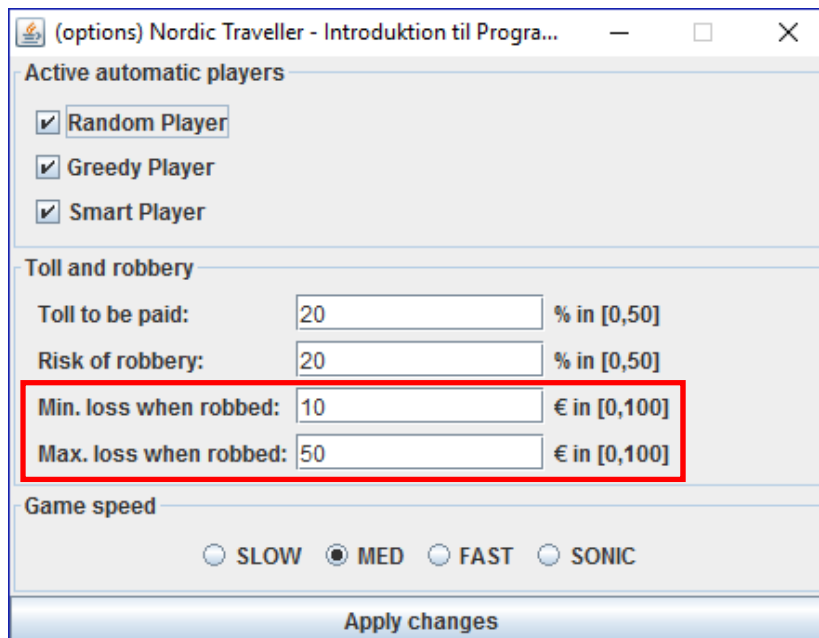 (options) Nordic Traveller - Introduktion til Progra...
Active automatic players
Random Player
Greedy Player
Smart Player
Toll and robbery
Toll to be paid: 20 % in [0,50]
Risk of robbery: 20 % in [0,50]
Min. loss when robbed: 10 € in [0,100]
Max. loss when robbed: 50 € in [0,100]
Game speed
SLOW MED FAST SONIC
Apply changes